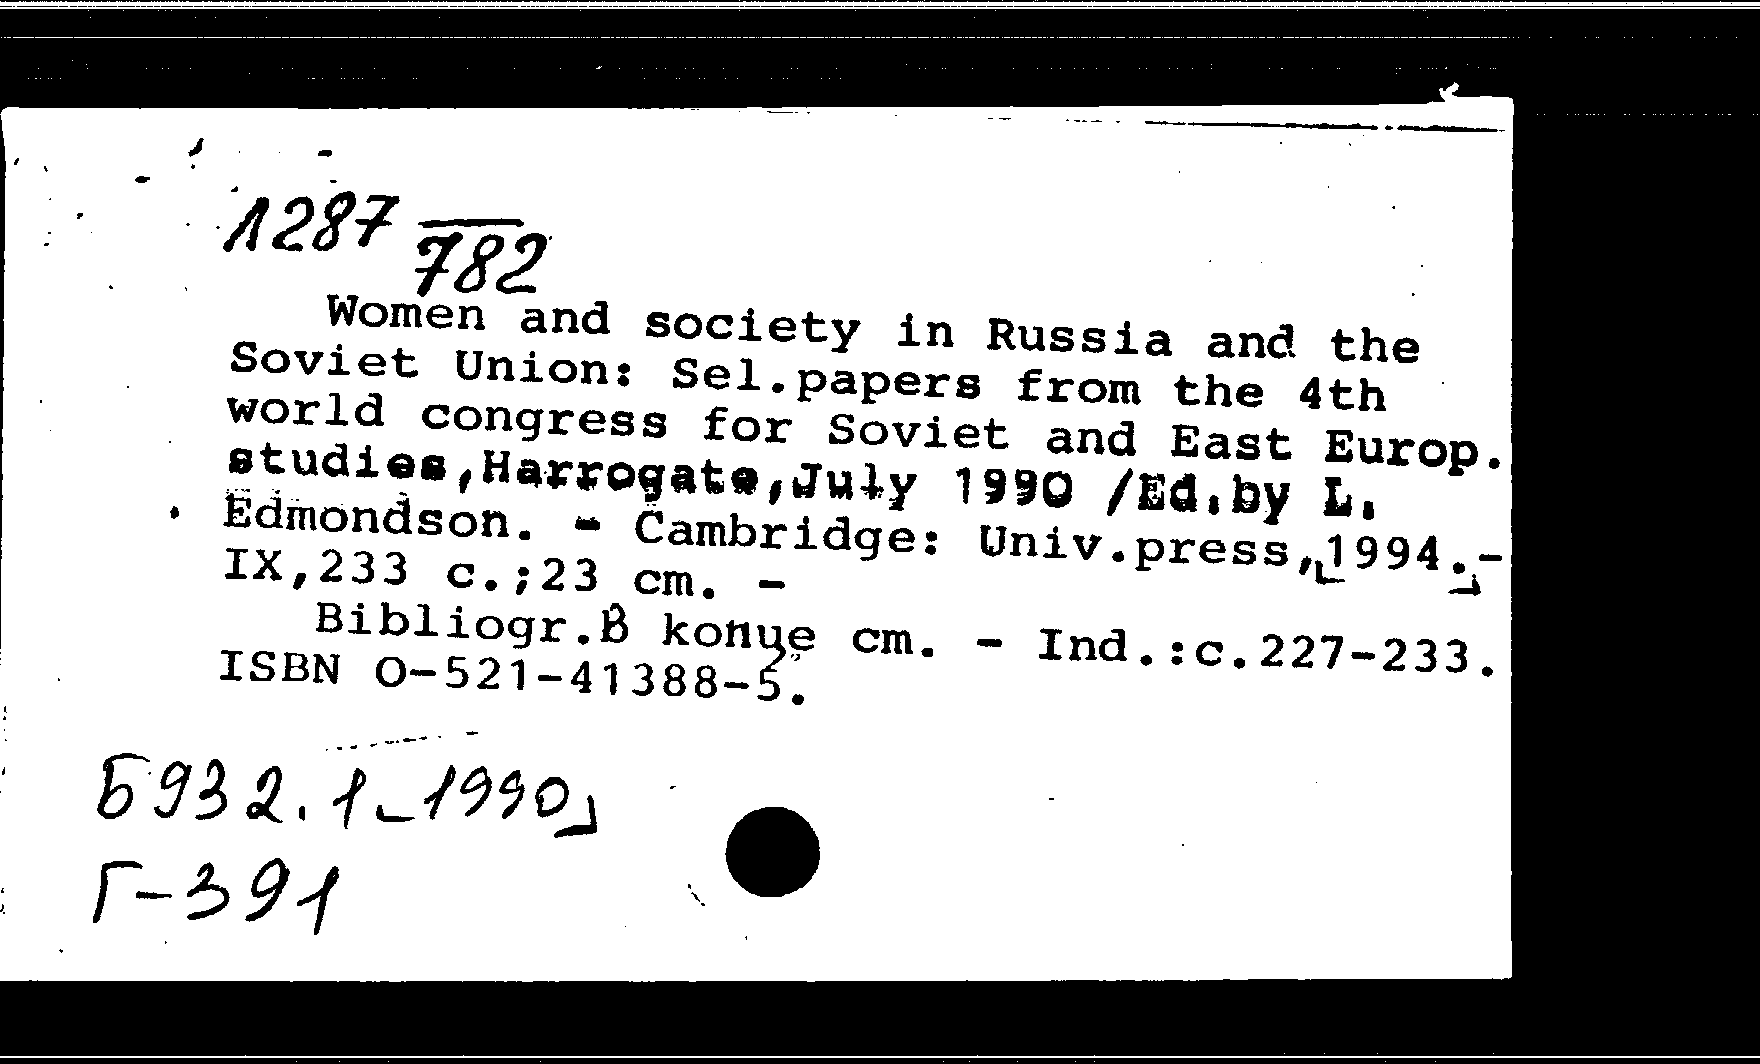 Л287 782
Women and society in Russia and the
Soviet Union: Sel.papers from the 4th
world congress for Soviet and East Europ.
studies,Harrogate,July 1990 /Ed.by L.
Edmondson. - Cambridge: Univ.press,1994.-
IX,233 c.;23 cm. -
Bibliogr.В конце cm. - Ind.:c.227-233.
ISBN 0-521-41388-5.
Б932.1 1990
Г-391